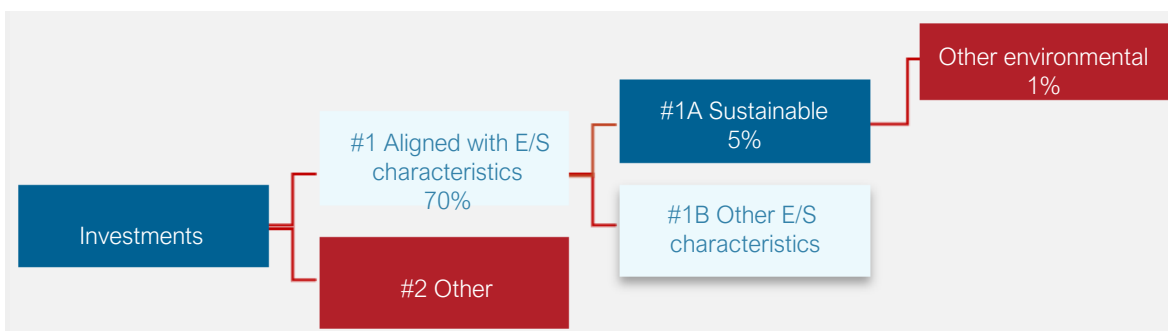 Other environmental
1%
#1A Sustainable
5%
#1 Aligned with E/S
characteristics
70%
#1B Other E/S
characteristics
Investments
#2 Other